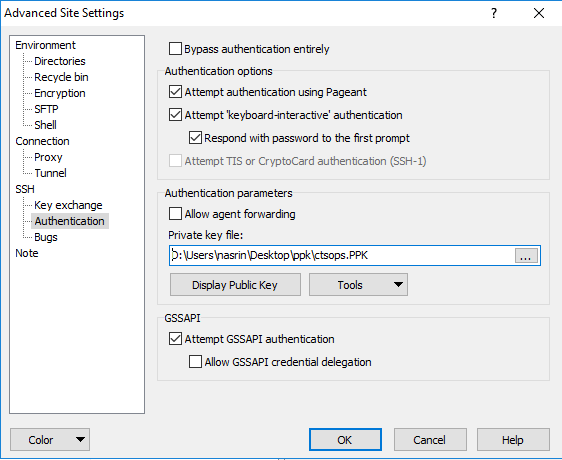 Advanced Site Settings
Environment
Directories
Recycle bin
Encryption
SFTP
Shell
Connection
Proxy
Tunnel
SSH
Key exchange
Authentication
Bugs
Note
Bypass authentication entirely
Authentication options
Attempt authentication using Pageant
Attempt 'keyboard-interactive' authentication
Respond with password to the first prompt
Attempt TIS or CryptoCard authentication (SSH-1)
Authentication parameters
Allow agent forwarding
Private key file:
D:\Users\nasrin\Desktop\ppk\ctsops.PPK
...
Display Public Key
Tools
GSSAPI
Attempt GSSAPI authentication
Allow GSSAPI credential delegation
Color
OK
Cancel
Help